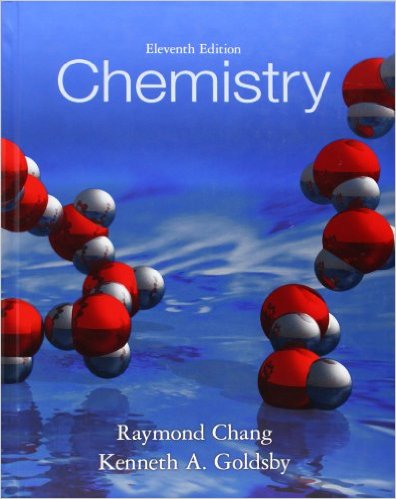 Eleventh Edition
Chemistry
Raymond Chang
Kenneth A. Goldsby